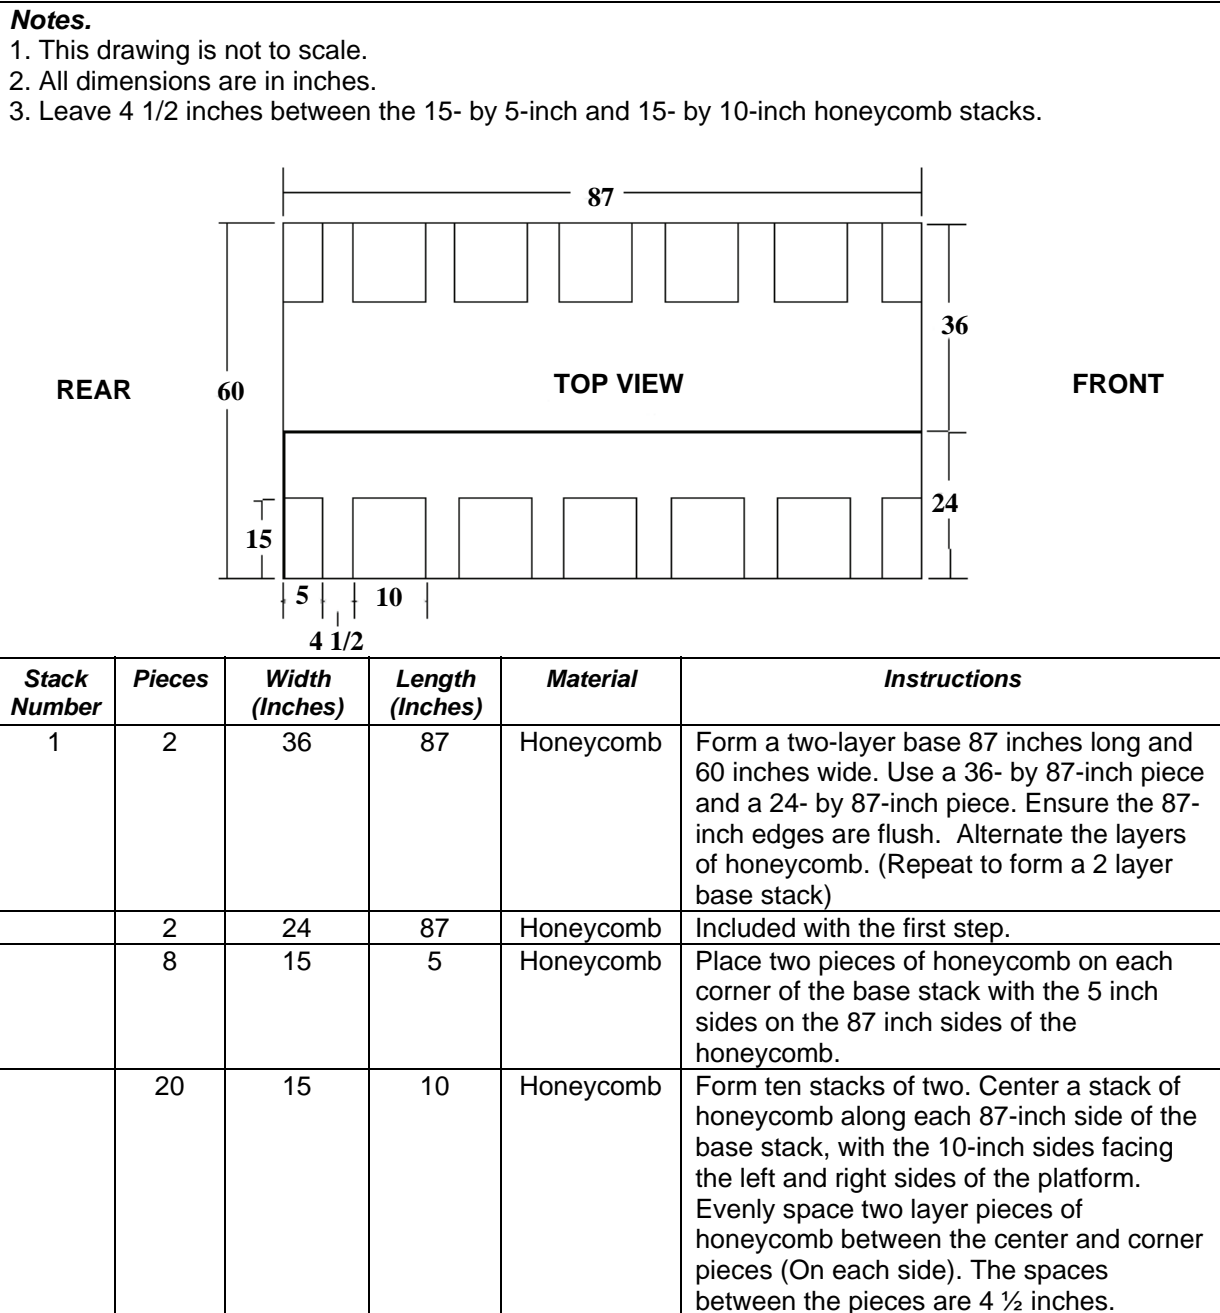 Notes.
1. This drawing is not to scale.
2. All dimensions are in inches.
3. Leave 4 1/2 inches between the 15- by 5-inch and 15- by 10-inch honeycomb stacks.
87
36
REAR
60
TOP VIEW
FRONT
24
15
5
10
4 1/2
Stack Number Pieces Width (Inches) Length (Inches) Material Instructions
1 2 36 87 Honeycomb Form a two-layer base 87 inches long and
60 inches wide. Use a 36- by 87-inch piece
and a 24- by 87-inch piece. Ensure the 87-
inch edges are flush.  Alternate the layers
of honeycomb. (Repeat to form a 2 layer
base stack)
2 24 87 Honeycomb Included with the first step.
8 15 5 Honeycomb Place two pieces of honeycomb on each
corner of the base stack with the 5 inch
sides on the 87 inch sides of the
honeycomb.
20 15 10 Honeycomb Form ten stacks of two. Center a stack of
honeycomb along each 87-inch side of the
base stack, with the 10-inch sides facing
the left and right sides of the platform.
Evenly space two layer pieces of
honeycomb between the center and corner
pieces (On each side). The spaces
between the pieces are 4 ½ inches.